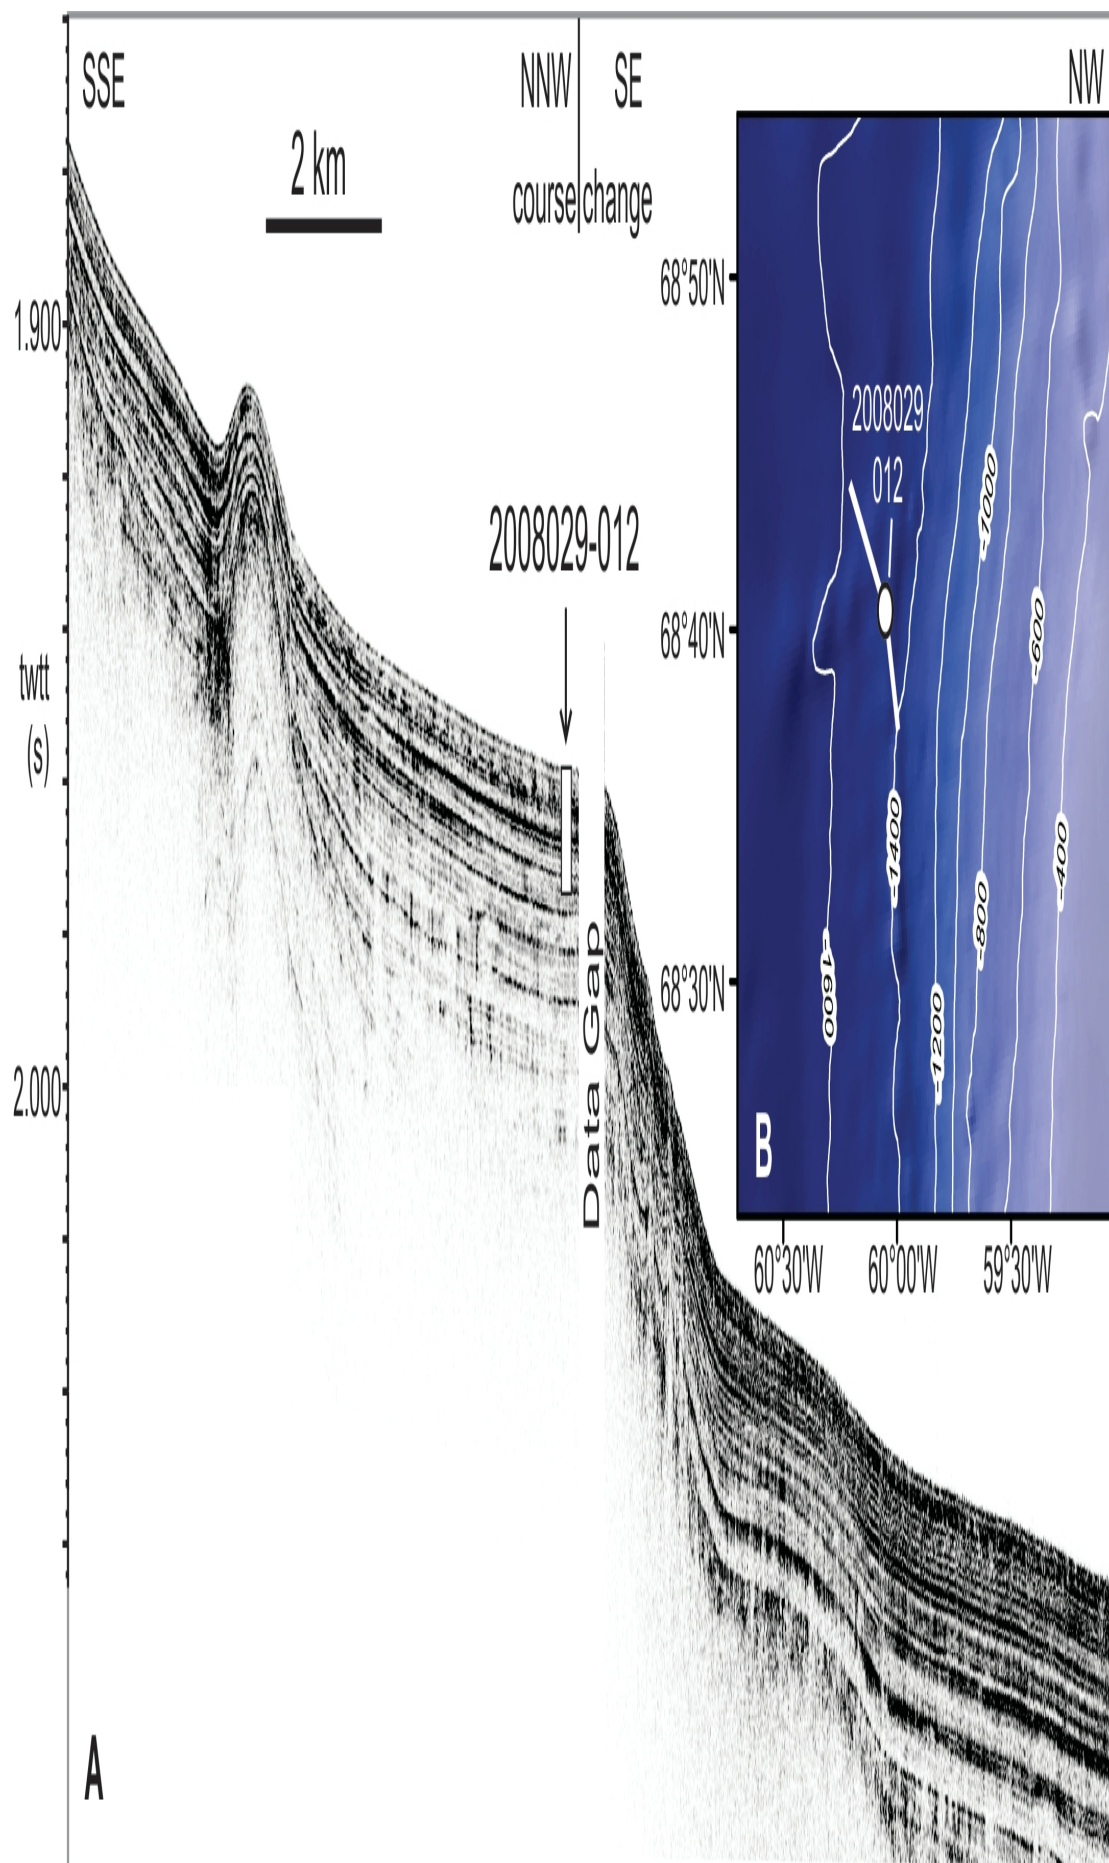 SSE
NNW
SE
NW
2 km
course change
1.900
twtt
(s)
2.000
2008029-012
Data Gap
A
68°50'N
68°40'N
68°30'N
2008029
012
-1000
-600
-400
-1400
-800
-1600
-1200
B
60°30'W
60°00'W
59°30'W